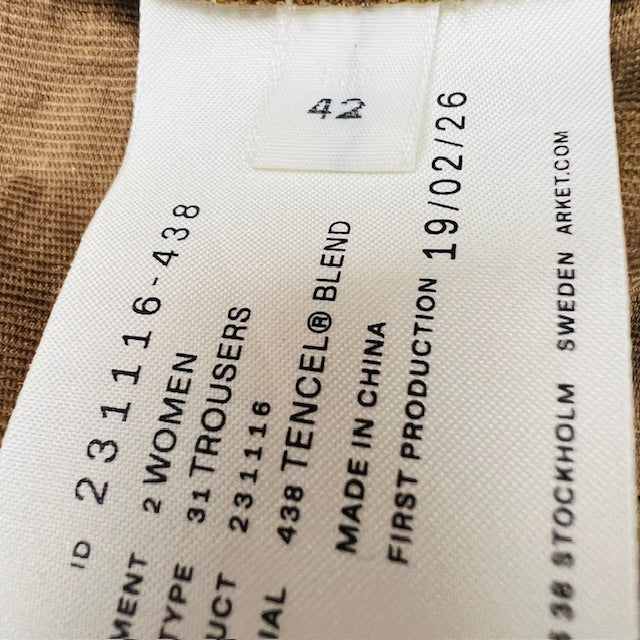 42
ID 231116-438
MENT 2 WOMEN
TYPE 31 TROUSERS
UCT 231116
IAL 438 TENCEL® BLEND
MADE IN CHINA
FIRST PRODUCTION 19/02/26
38 STOCKHOLM SWEDEN ARKET.COM